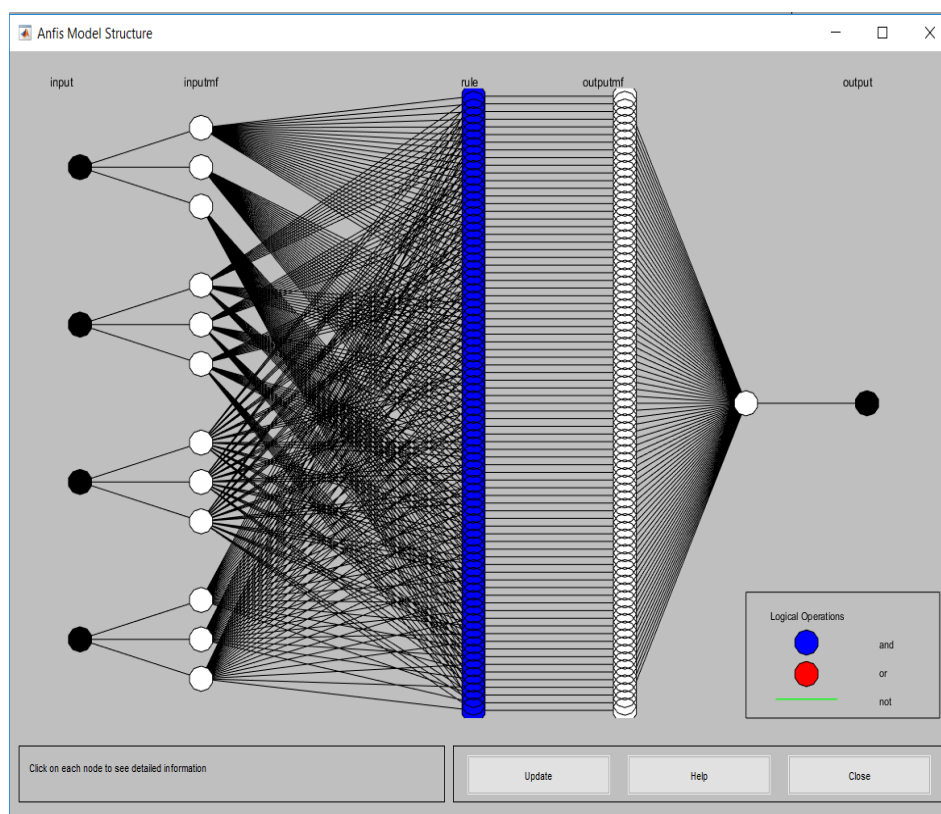 Anfis Model Structure
input inputmf rule outputmf output
Logical Operations
and
or
not
Click on each node to see detailed information
Update Help Close